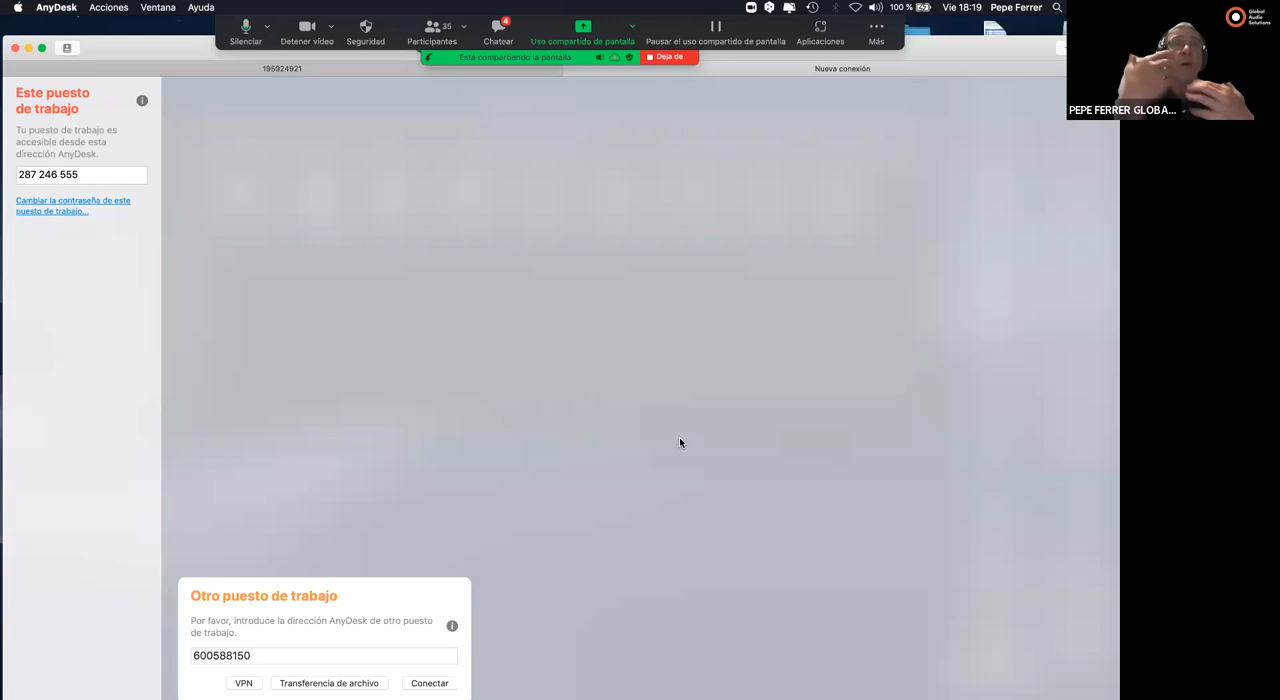 AnyDesk Acciones Ventana Ayuda
100 % Vie 18:19 Pepe Ferrer
Global Audio Solutions
Silenciar
Detener vídeo
Seguridad
Participantes 35
Chatear 4
Uso compartido de pantalla
Pausar el uso compartido de pantalla
Aplicaciones
Más
Está compartiendo la pantalla
Deja de
195924921
Nueva conexión
PEPE FERRER GLOBA...
Este puesto
de trabajo
Tu puesto de trabajo es
accesible desde esta
dirección AnyDesk.
287 246 555
Cambiar la contraseña de este
puesto de trabajo...
Otro puesto de trabajo
Por favor, introduce la dirección AnyDesk de otro puesto
de trabajo.
600588150
VPN
Transferencia de archivo
Conectar